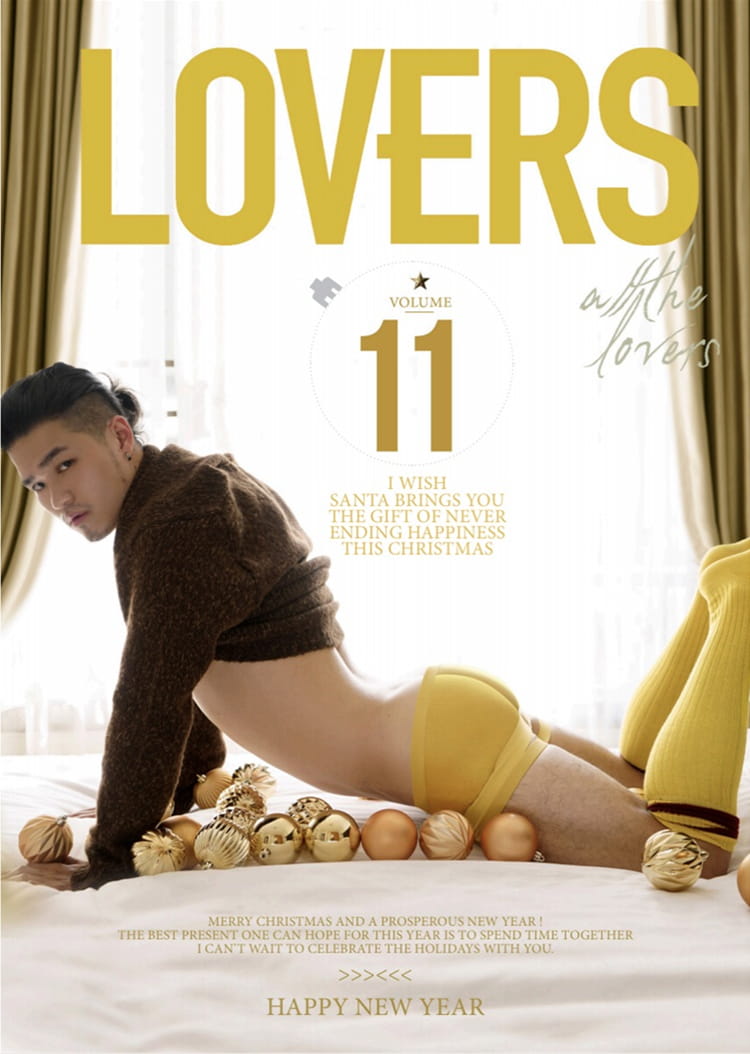 LOVERS
all the
lovers
VOLUME
11
I WISH
SANTA BRINGS YOU
THE GIFT OF NEVER
ENDING HAPPINESS
THIS CHRISTMAS
MERRY CHRISTMAS AND A PROSPEROUS NEW YEAR !
THE BEST PRESENT ONE CAN HOPE FOR THIS YEAR IS TO SPEND TIME TOGETHER
I CAN'T WAIT TO CELEBRATE THE HOLIDAYS WITH YOU.
>>><<<
HAPPY NEW YEAR